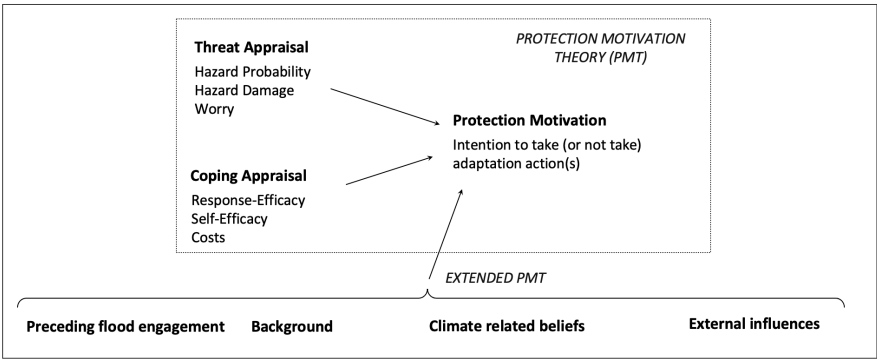 PROTECTION MOTIVATION
THEORY (PMT)
Threat Appraisal
Hazard Probability
Hazard Damage
Worry
Protection Motivation
Intention to take (or not take)
adaptation action(s)
Coping Appraisal
Response-Efficacy
Self-Efficacy
Costs
EXTENDED PMT
Preceding flood engagement
Background
Climate related beliefs
External influences